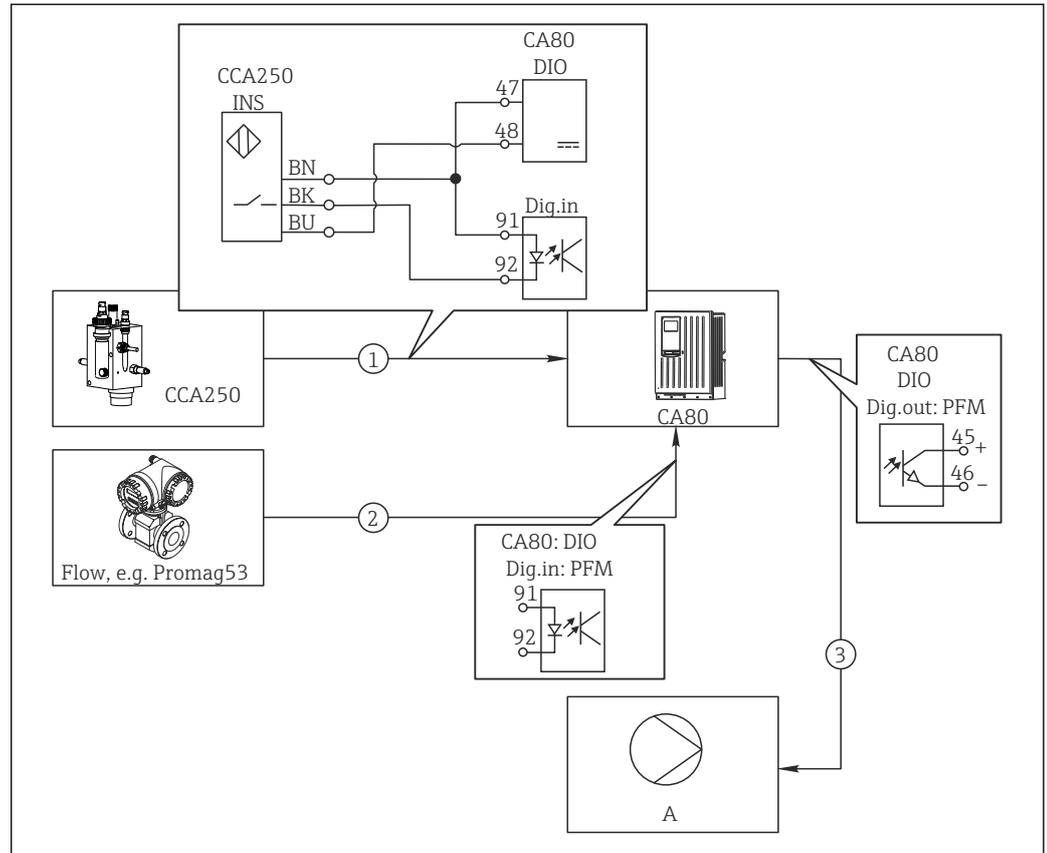 CA80
DIO
CCA250
INS
47
48
BN
BK
BU
Dig.in
91
92
1
CCA250
CA80
CA80
DIO
Dig.out: PFM
45 +
46 −
2
Flow, e.g. Promag53
CA80: DIO
Dig.in: PFM
91
92
3
A